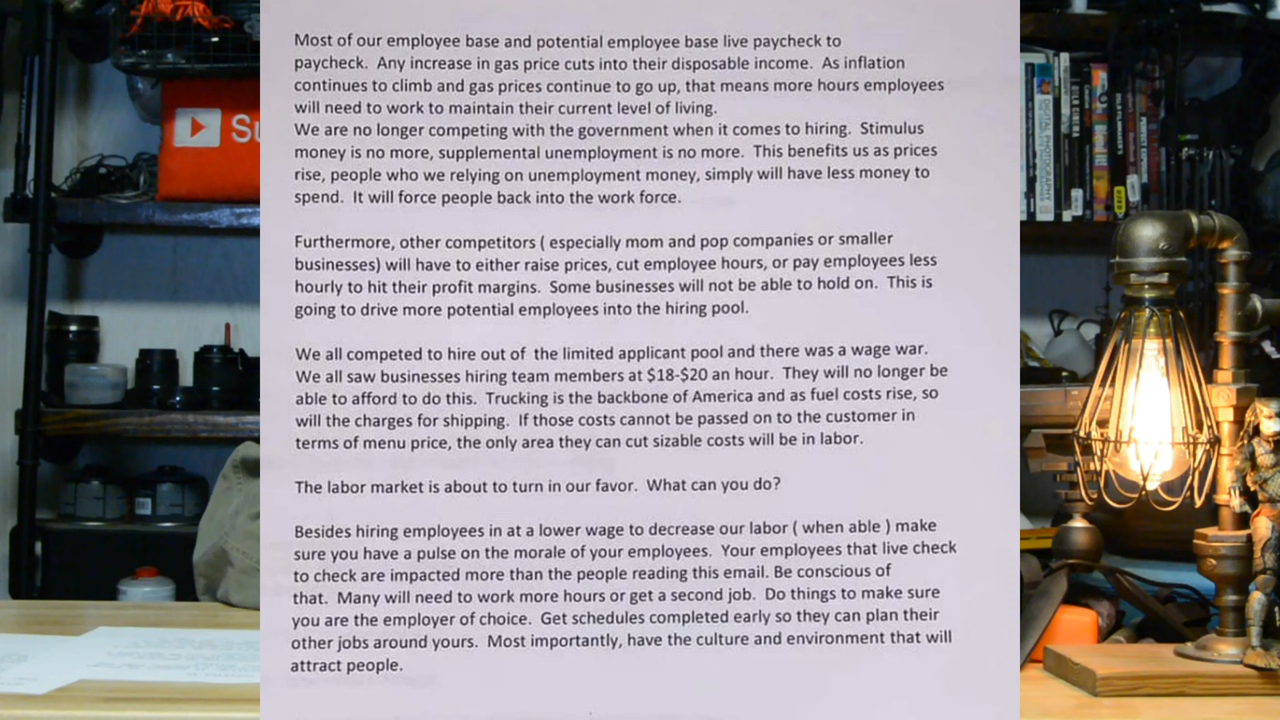 Most of our employee base and potential employee base live paycheck to
paycheck. Any increase in gas price cuts into their disposable income. As inflation
continues to climb and gas prices continue to go up, that means more hours employees
will need to work to maintain their current level of living.
We are no longer competing with the government when it comes to hiring. Stimulus
money is no more, supplemental unemployment is no more. This benefits us as prices
rise, people who we relying on unemployment money, simply will have less money to
spend. It will force people back into the work force.
Furthermore, other competitors ( especially mom and pop companies or smaller
businesses) will have to either raise prices, cut employee hours, or pay employees less
hourly to hit their profit margins. Some businesses will not be able to hold on. This is
going to drive more potential employees into the hiring pool.
We all competed to hire out of the limited applicant pool and there was a wage war.
We all saw businesses hiring team members at $18-$20 an hour. They will no longer be
able to afford to do this. Trucking is the backbone of America and as fuel costs rise, so
will the charges for shipping. If those costs cannot be passed on to the customer in
terms of menu price, the only area they can cut sizable costs will be in labor.
The labor market is about to turn in our favor. What can you do?
Besides hiring employees in at a lower wage to decrease our labor ( when able ) make
sure you have a pulse on the morale of your employees. Your employees that live check
to check are impacted more than the people reading this email. Be conscious of
that. Many will need to work more hours or get a second job. Do things to make sure
you are the employer of choice. Get schedules completed early so they can plan their
other jobs around yours. Most importantly, have the culture and environment that will
attract people.
Su
DIGITAL PHOTOGRAPHY
USED